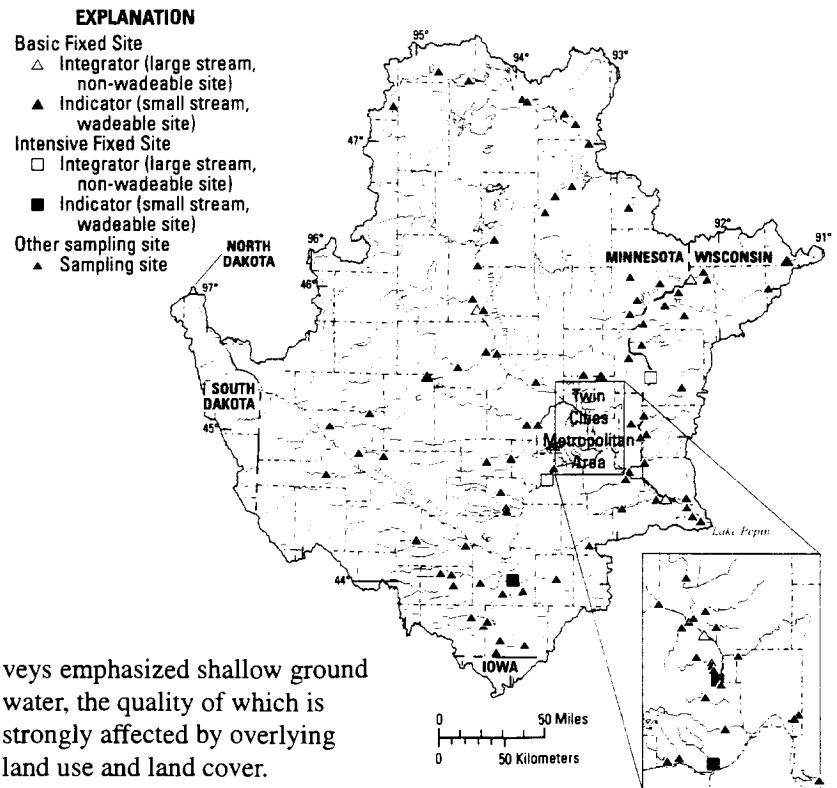 EXPLANATION
Basic Fixed Site
Integrator (large stream,
non-wadeable site)
Indicator (small stream,
wadeable site)
Intensive Fixed Site
Integrator (large stream,
non-wadeable site)
Indicator (small stream,
wadeable site)
Other sampling site
Sampling site
95°
94°
93°
47°
92°
91°
NORTH
DAKOTA
96°
MINNESOTA
WISCONSIN
97°
46°
SOUTH
DAKOTA
45°
Twin
Cities
Metropolitan
Area
Lake Pepin
44°
IOWA
veys emphasized shallow ground
water, the quality of which is
strongly affected by overlying
land use and land cover.
0 50 Miles
0 50 Kilometers